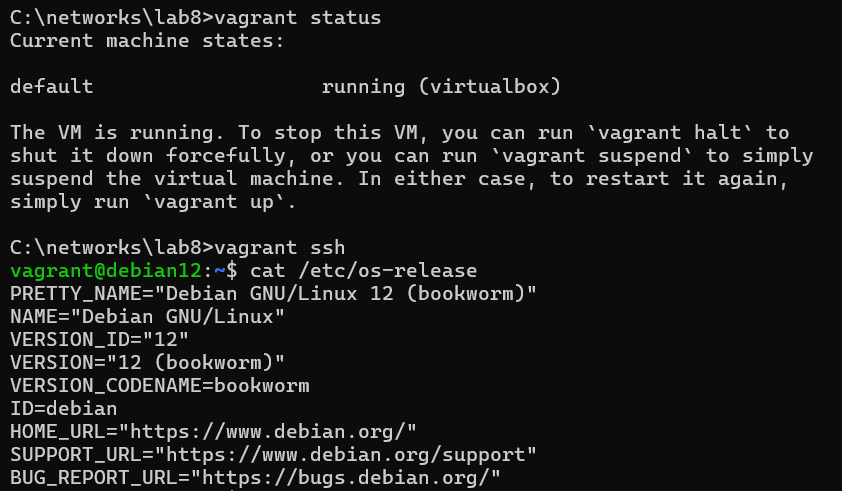 C:\networks\lab8>vagrant status
Current machine states:
default                   running (virtualbox)
The VM is running. To stop this VM, you can run `vagrant halt` to
shut it down forcefully, or you can run `vagrant suspend` to simply
suspend the virtual machine. In either case, to restart it again,
simply run `vagrant up`.
C:\networks\lab8>vagrant ssh
vagrant@debian12:~$ cat /etc/os-release
PRETTY_NAME="Debian GNU/Linux 12 (bookworm)"
NAME="Debian GNU/Linux"
VERSION_ID="12"
VERSION="12 (bookworm)"
VERSION_CODENAME=bookworm
ID=debian
HOME_URL="https://www.debian.org/"
SUPPORT_URL="https://www.debian.org/support"
BUG_REPORT_URL="https://bugs.debian.org/"